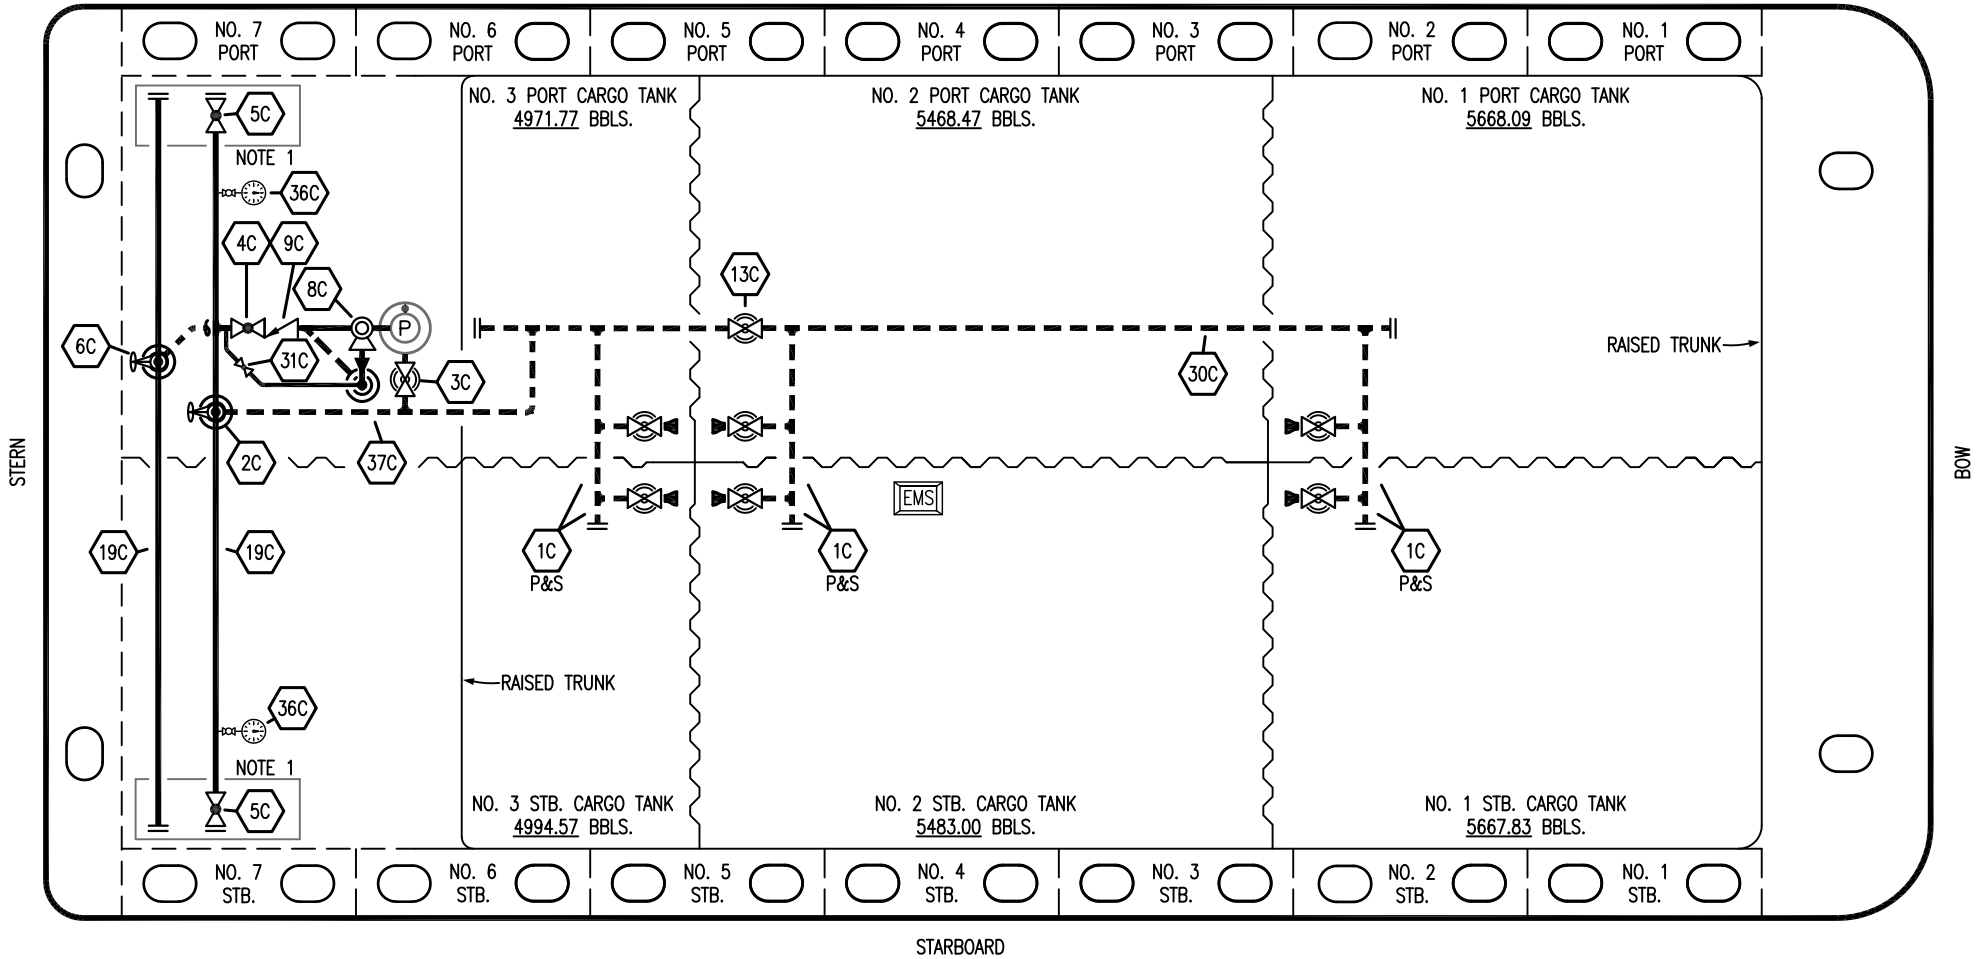 NO. 7
PORT
NO. 6
PORT
NO. 5
PORT
NO. 4
PORT
NO. 3
PORT
NO. 2
PORT
NO. 1
PORT
NO. 3 PORT CARGO TANK
4971.77 BBLS.
NO. 2 PORT CARGO TANK
5468.47 BBLS.
NO. 1 PORT CARGO TANK
5668.09 BBLS.
5C
NOTE 1
36C
4C
9C
8C
13C
P
6C
31C
3C
30C
RAISED TRUNK
2C
37C
STERN
BOW
EMS
19C
19C
1C
P&S
1C
P&S
1C
P&S
RAISED TRUNK
36C
NOTE 1
5C
NO. 3 STB. CARGO TANK
4994.57 BBLS.
NO. 2 STB. CARGO TANK
5483.00 BBLS.
NO. 1 STB. CARGO TANK
5667.83 BBLS.
NO. 7
STB.
NO. 6
STB.
NO. 5
STB.
NO. 4
STB.
NO. 3
STB.
NO. 2
STB.
NO. 1
STB.
STARBOARD